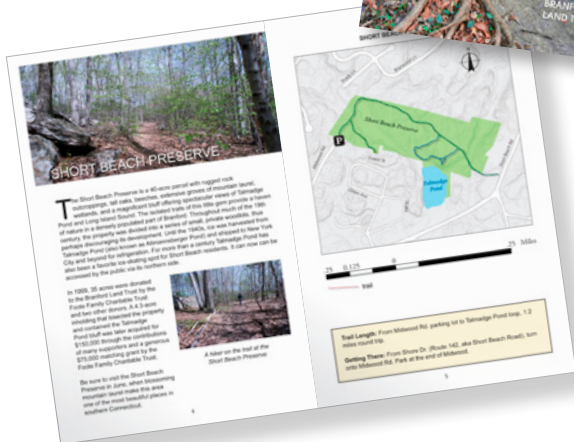 BRANF
LAND T
SHORT BEACH PRESERVE
The Short Beach Preserve is a 40-acre parcel with rugged rock
outcroppings, tall oaks, beeches, extensive groves of mountain laurel,
wetlands, and a magnificent bluff offering spectacular views of Talmadge
Pond and Long Island Sound. The isolated trails of this little gem provide a haven
of nature in a densely populated part of Branford. Throughout much of the 19th
century, the property was divided into a series of small, private woodlots, thus
perhaps discouraging its development. Until the 1940s, ice was harvested from
Talmadge Pond (also known as
Pond) and shipped to New York
City and beyond for refrigeration. For more than a century Talmadge Pond has
also been a favorite ice-skating spot for Short Beach residents. It can now be
accessed by the public via its northern side.
In 1989, 35 acres were donated
to the Branford Land Trust by the
Foote Family Charitable Trust
and two other donors. A 4.3-acre
inholding that bisected the property
and contained the Talmadge
Pond bluff was later acquired for
$150,000 through the contributions
of many supporters and a generous
$75,000 matching grant by the
Foote Family Charitable Trust.
Be sure to visit the Short Beach
Preserve in June, when blossoming
mountain laurel make this area
one of the most beautiful places in
southern Connecticut.
A hiker on the trail at the
Short Beach Preserve
4
SHORT BEA
Short Beach Preserve
P
Talmadge
Pond
.25 0.125 0 .25 Miles
trail
Trail Length: From Midwood Rd. parking lot to Talmadge Pond loop, 1.2
miles round trip.
Getting There: From Shore Dr. (Route 142, aka Short Beach Road), turn
onto Midwood Rd. Park at the end of Midwood.
5